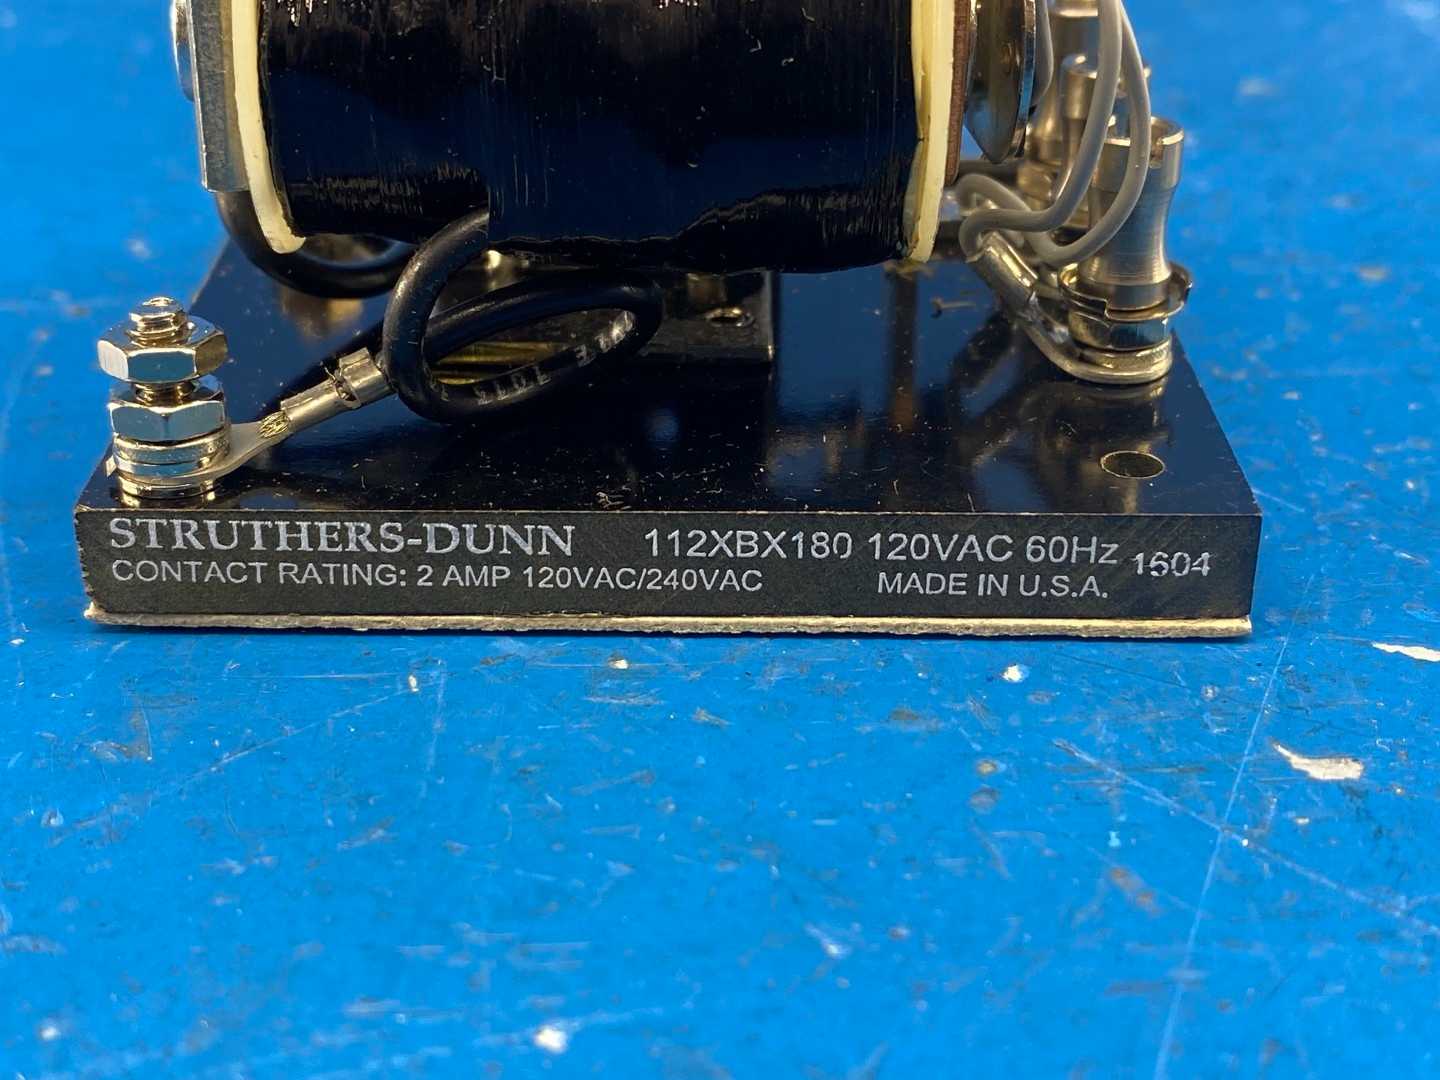 STRUTHERS-DUNN 112XBX180 120VAC 60Hz 1604
CONTACT RATING: 2 AMP 120VAC/240VAC MADE IN U.S.A.